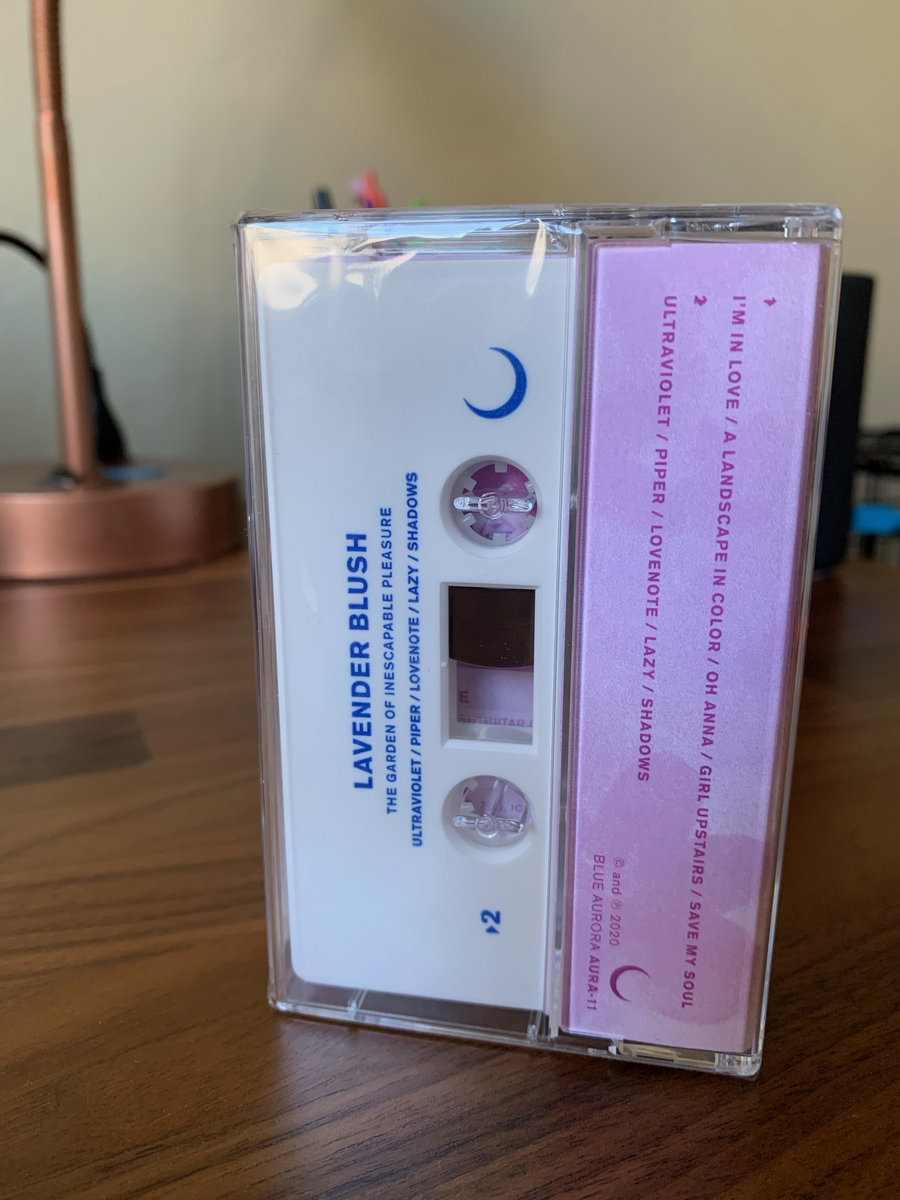 LAVENDER BLUSH
THE GARDEN OF INESCAPABLE PLEASURE
ULTRAVIOLET / PIPER / LOVENOTE / LAZY / SHADOWS
2
E
GUITAR
1
I'M IN LOVE / A LANDSCAPE IN COLOR / OH ANNA / GIRL UPSTAIRS / SAVE MY SOUL
2
ULTRAVIOLET / PIPER / LOVENOTE / LAZY / SHADOWS
© and ℗ 2020
BLUE AURORA AURA-11